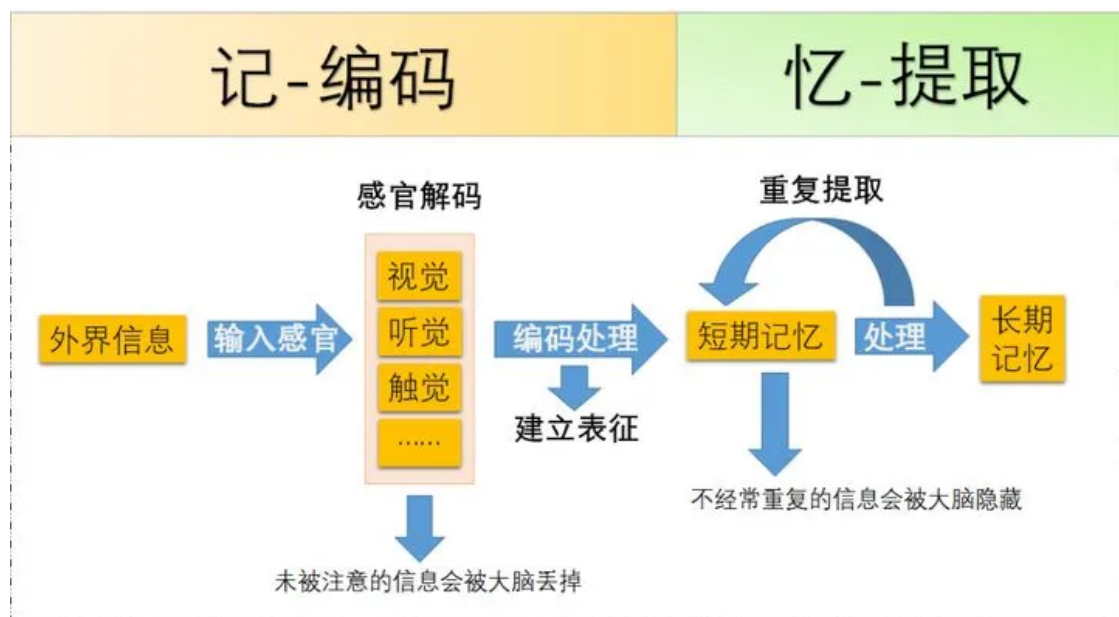 记-编码
忆-提取
感官解码
重复提取
外界信息
输入感官
视觉
听觉
触觉
……
编码处理
建立表征
短期记忆
处理
长期
记忆
不经常重复的信息会被大脑隐藏
未被注意的信息会被大脑丢掉